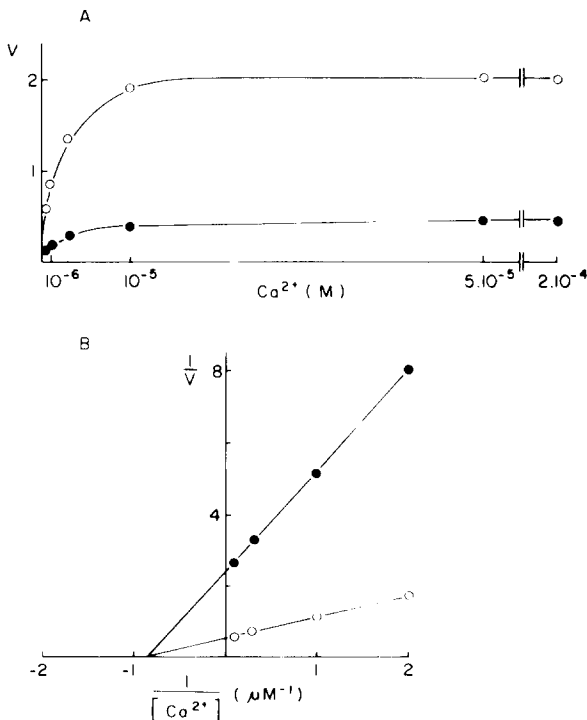 A
V
2
1
10⁻⁶ 10⁻⁵ 5.10⁻⁵ 2.10⁻⁴
Ca²⁺ (M)
B
1
V
8
4
-2 -1 1 2
1
[Ca²⁺] (μM⁻¹)